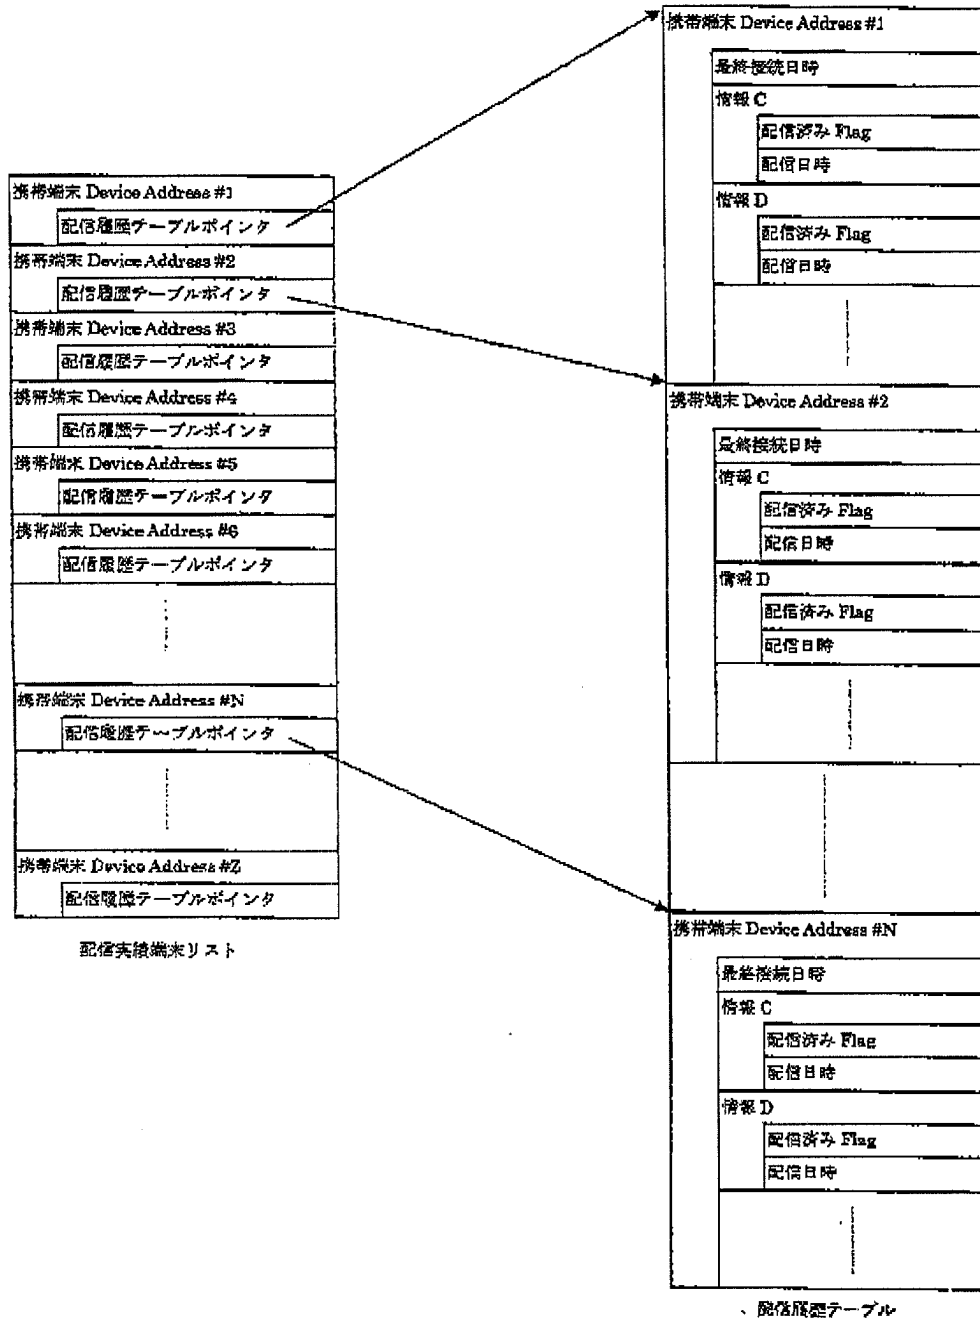 携帯端末 Device Address #1
配信履歴テーブルポインタ
携帯端末 Device Address #2
配信履歴テーブルポインタ
携帯端末 Device Address #3
配信履歴テーブルポインタ
携帯端末 Device Address #4
配信履歴テーブルポインタ
携帯端末 Device Address #5
配信履歴テーブルポインタ
携帯端末 Device Address #6
配信履歴テーブルポインタ
携帯端末 Device Address #N
配信履歴テーブルポインタ
携帯端末 Device Address #Z
配信履歴テーブルポインタ
配信実績端末リスト
携帯端末 Device Address #1
最終接続日時
情報 C
配信済み Flag
配信日時
情報 D
配信済み Flag
配信日時
携帯端末 Device Address #2
最終接続日時
情報 C
配信済み Flag
配信日時
情報 D
配信済み Flag
配信日時
携帯端末 Device Address #N
最終接続日時
情報 C
配信済み Flag
配信日時
情報 D
配信済み Flag
配信日時
、配信履歴テーブル